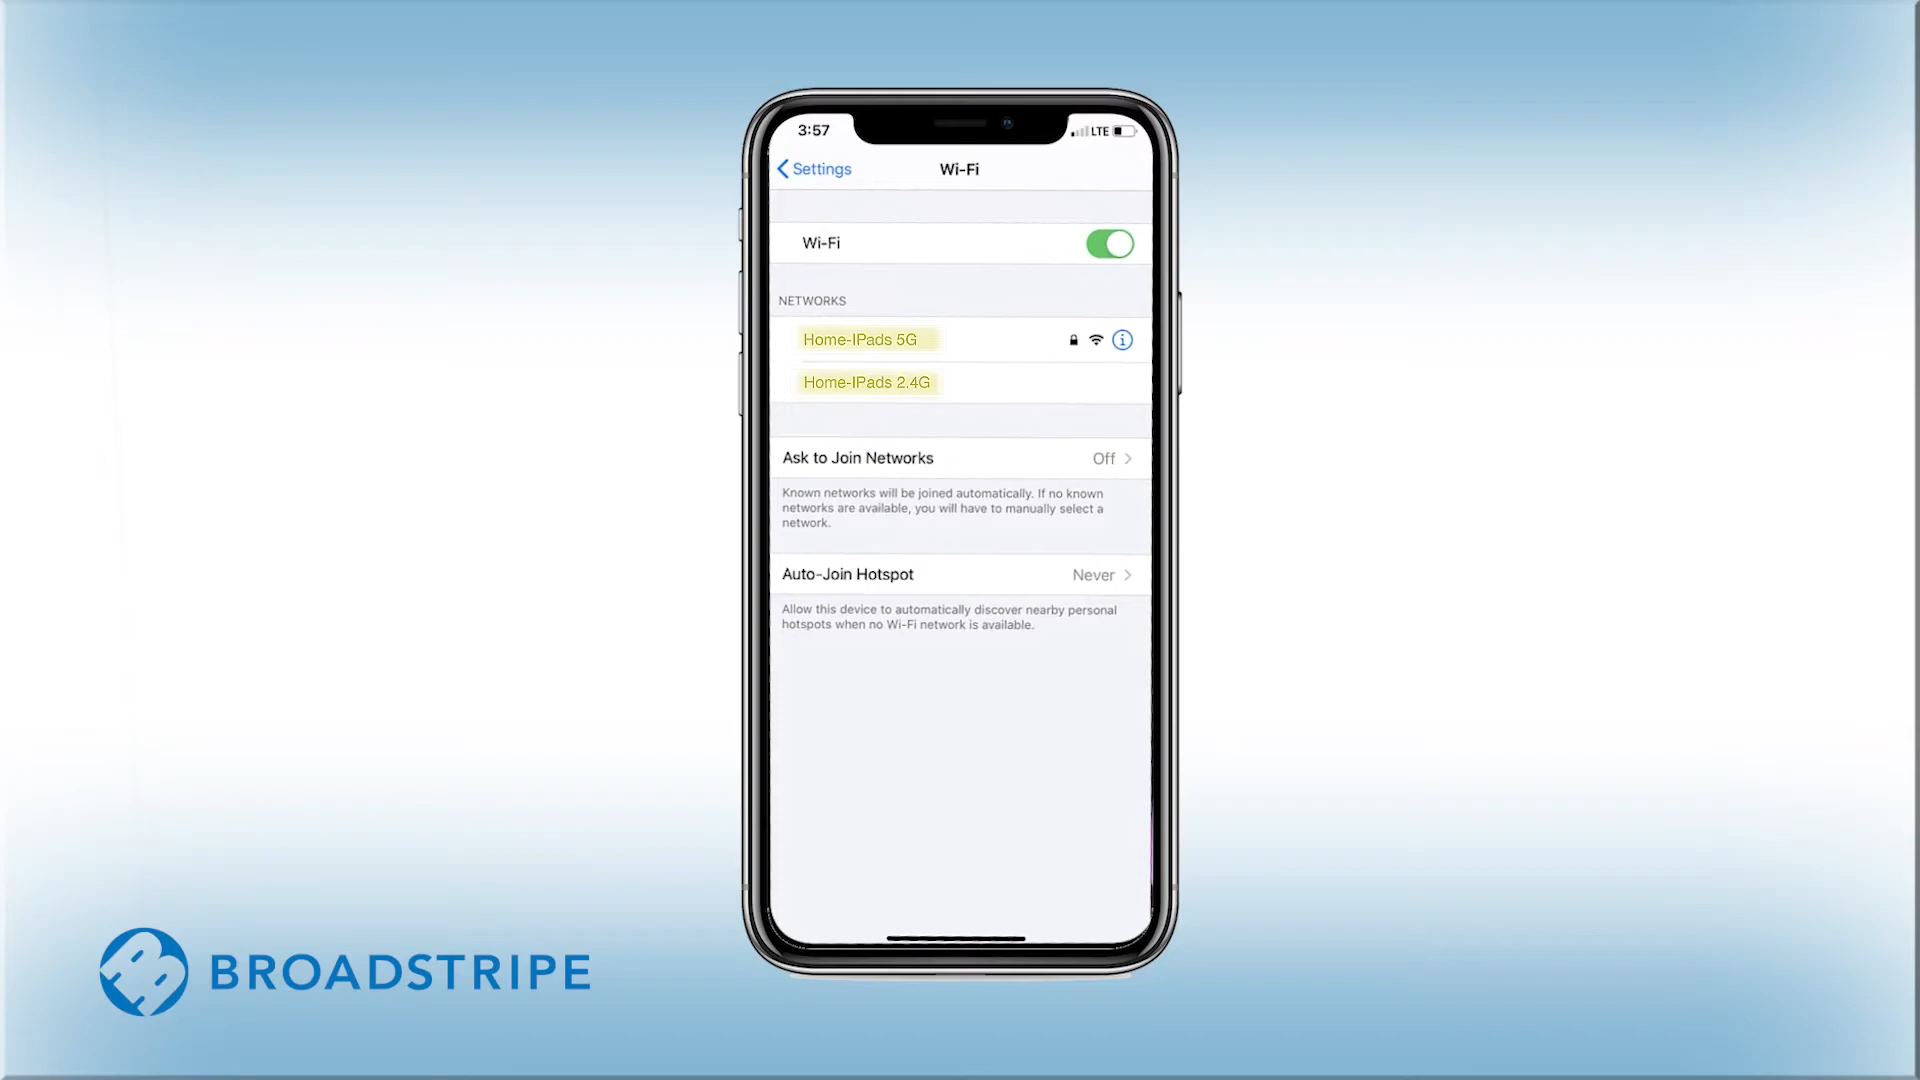 3:57
LTE
Settings
Wi-Fi
Wi-Fi
NETWORKS
Home-IPads 5G
Home-IPads 2.4G
Ask to Join Networks
Off
Known networks will be joined automatically. If no known
networks are available, you will have to manually select a
network.
Auto-Join Hotspot
Never
Allow this device to automatically discover nearby personal
hotspots when no Wi-Fi network is available.
BROADSTRIPE